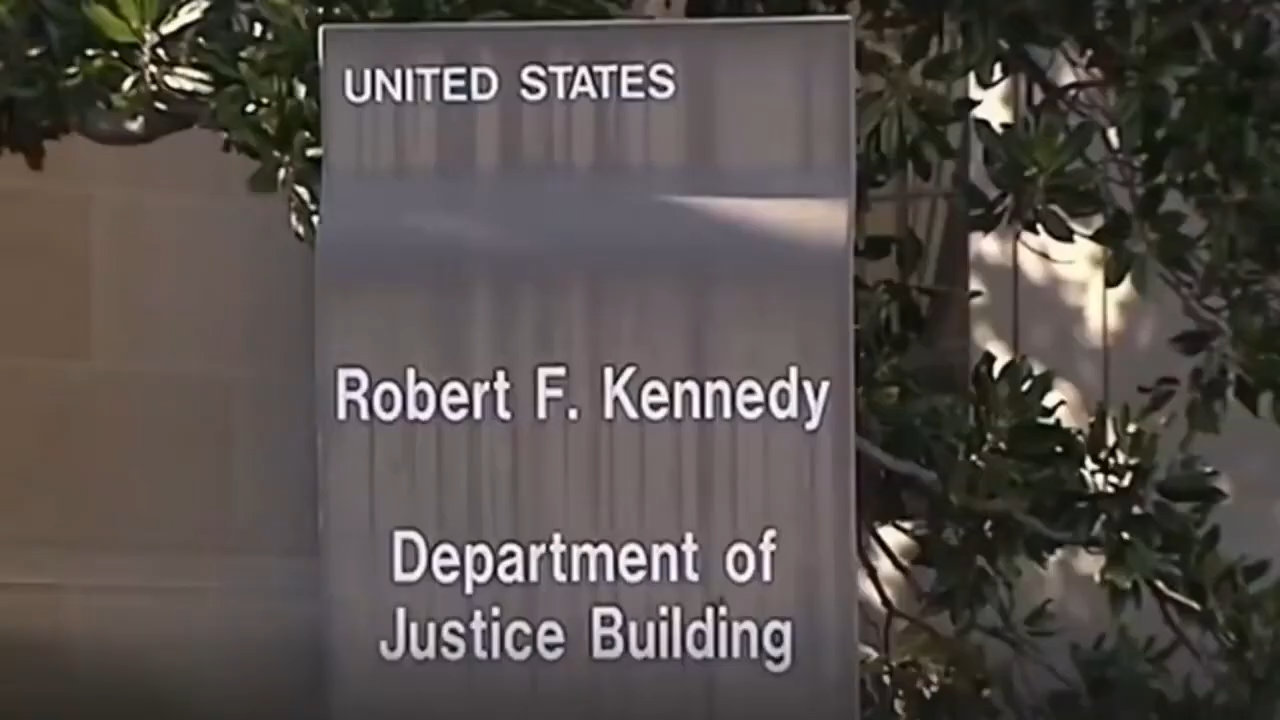 UNITED STATES
Robert F. Kennedy
Department of
Justice Building